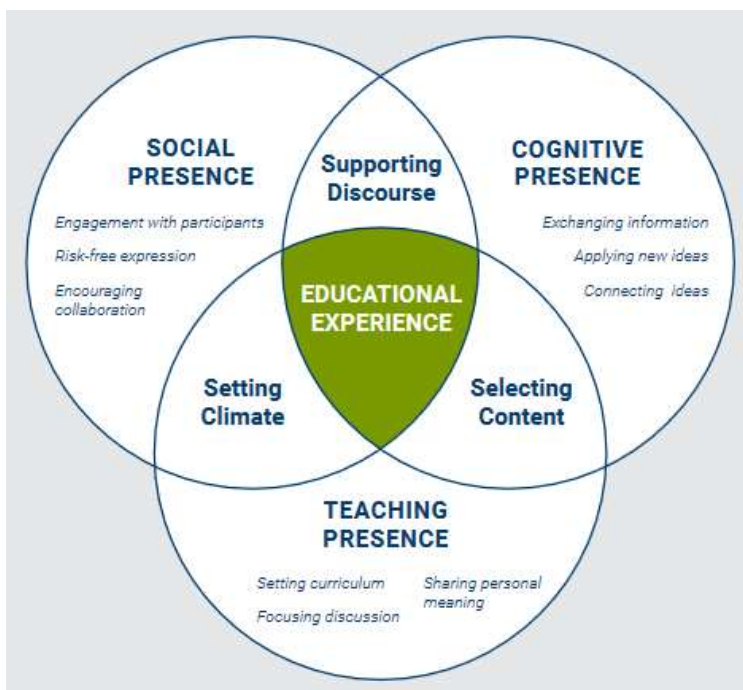 SOCIAL
PRESENCE
Engagement with participants
Risk-free expression
Encouraging
collaboration
Supporting
Discourse
COGNITIVE
PRESENCE
Exchanging information
Applying new ideas
Connecting Ideas
EDUCATIONAL
EXPERIENCE
Setting
Climate
Selecting
Content
TEACHING
PRESENCE
Setting curriculum
Focusing discussion
Sharing personal
meaning